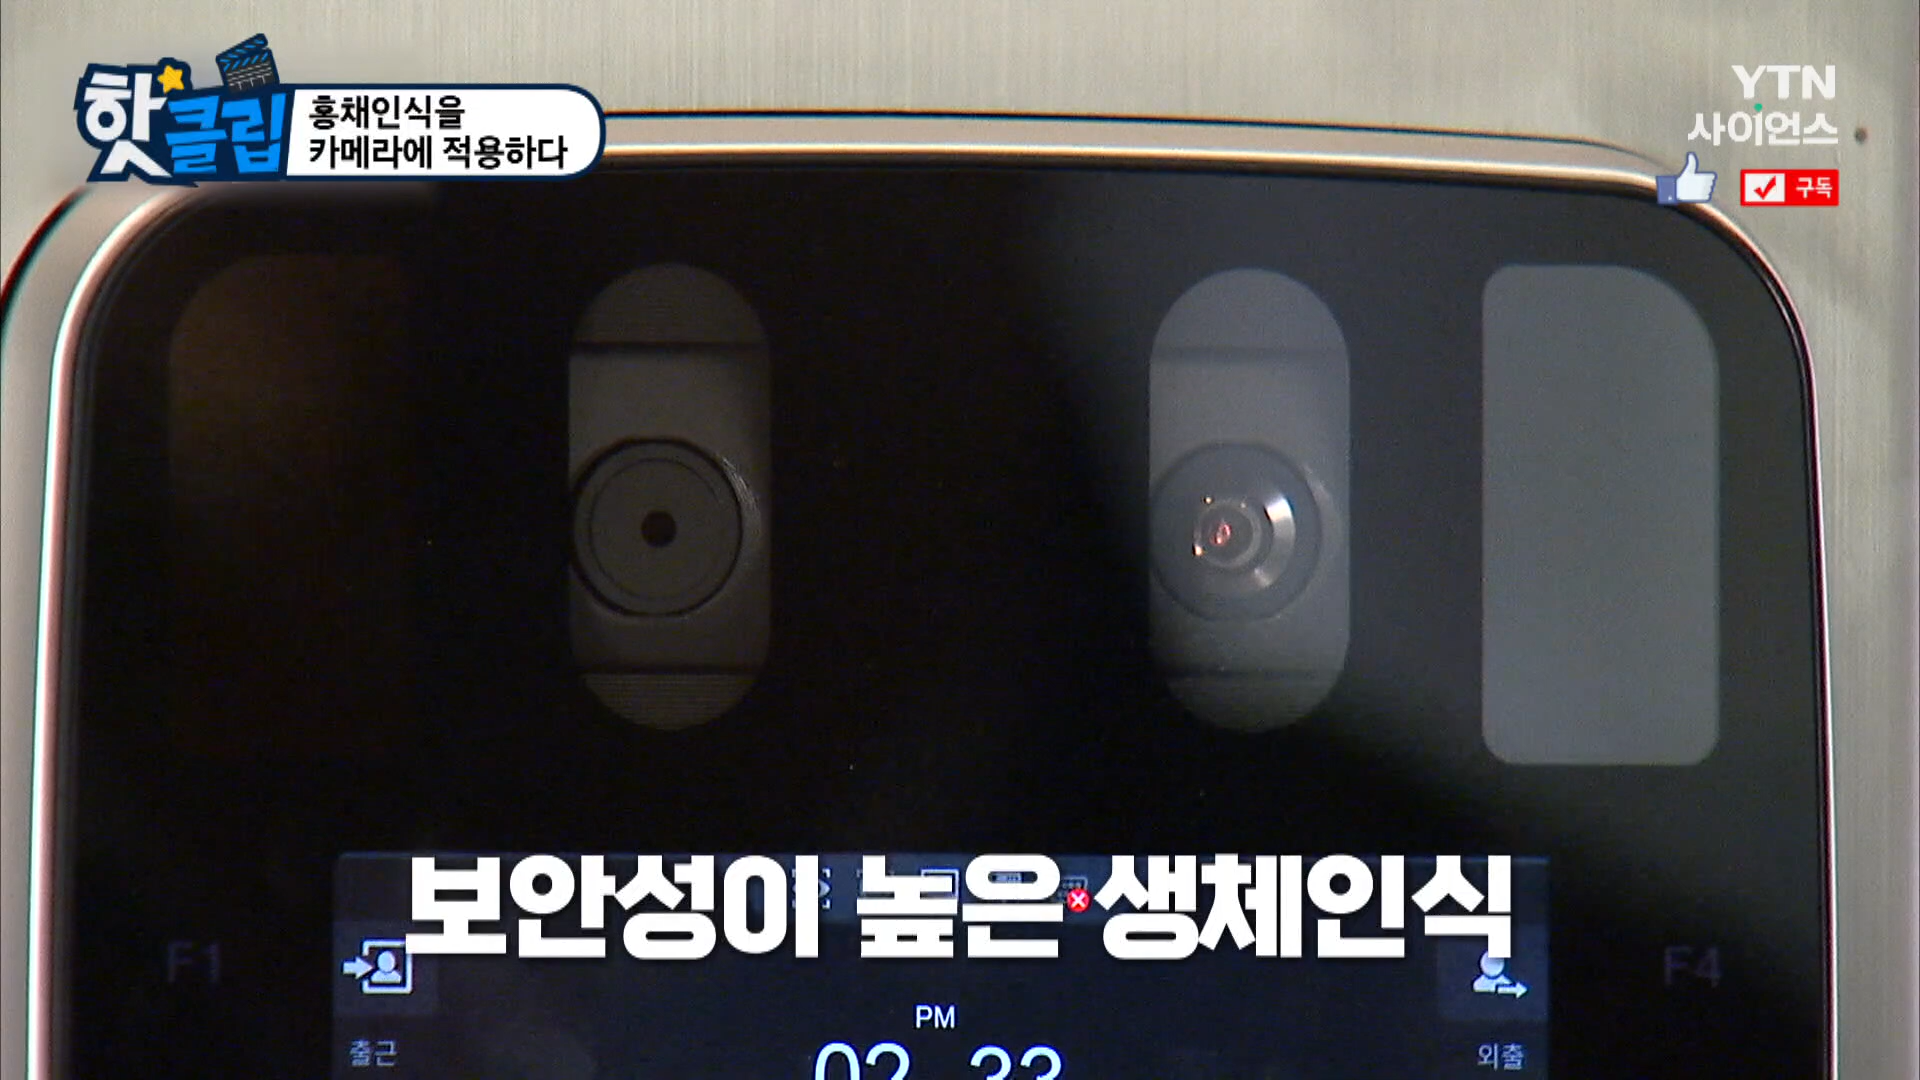 핫클립
홍채인식을
카메라에 적용하다
YTN
사이언스
구독
보안성이 높은 생체인식
F1
F4
PM
02 33
출근
외출